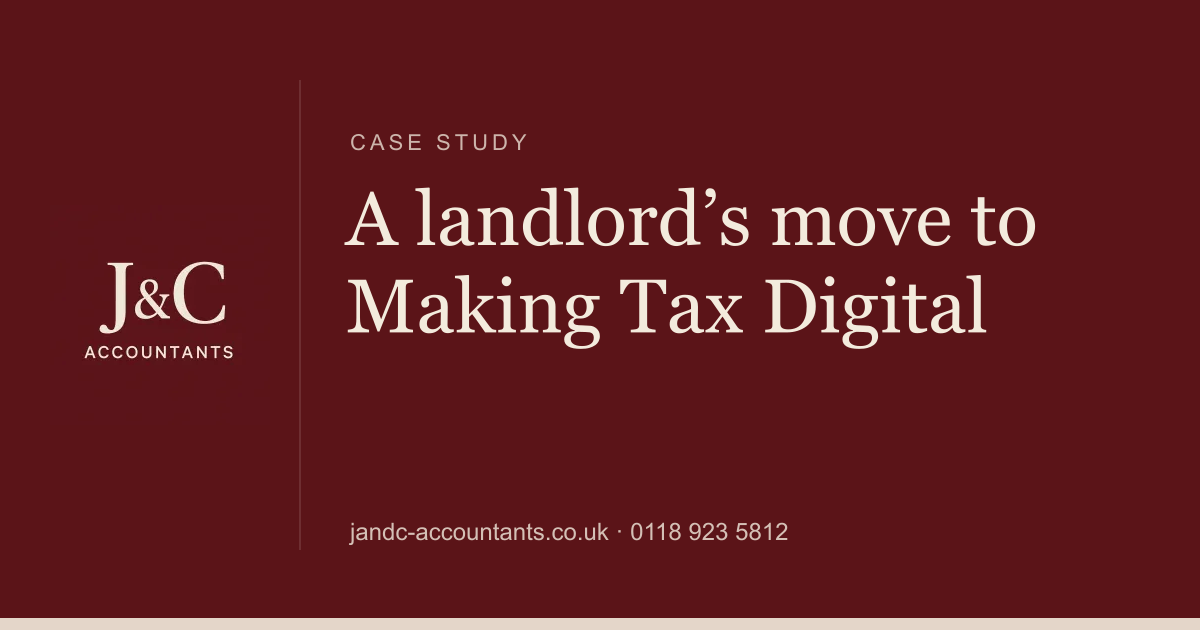 J&C
ACCOUNTANTS
CASE STUDY
A landlord’s move to
Making Tax Digital
jandc-accountants.co.uk · 0118 923 5812